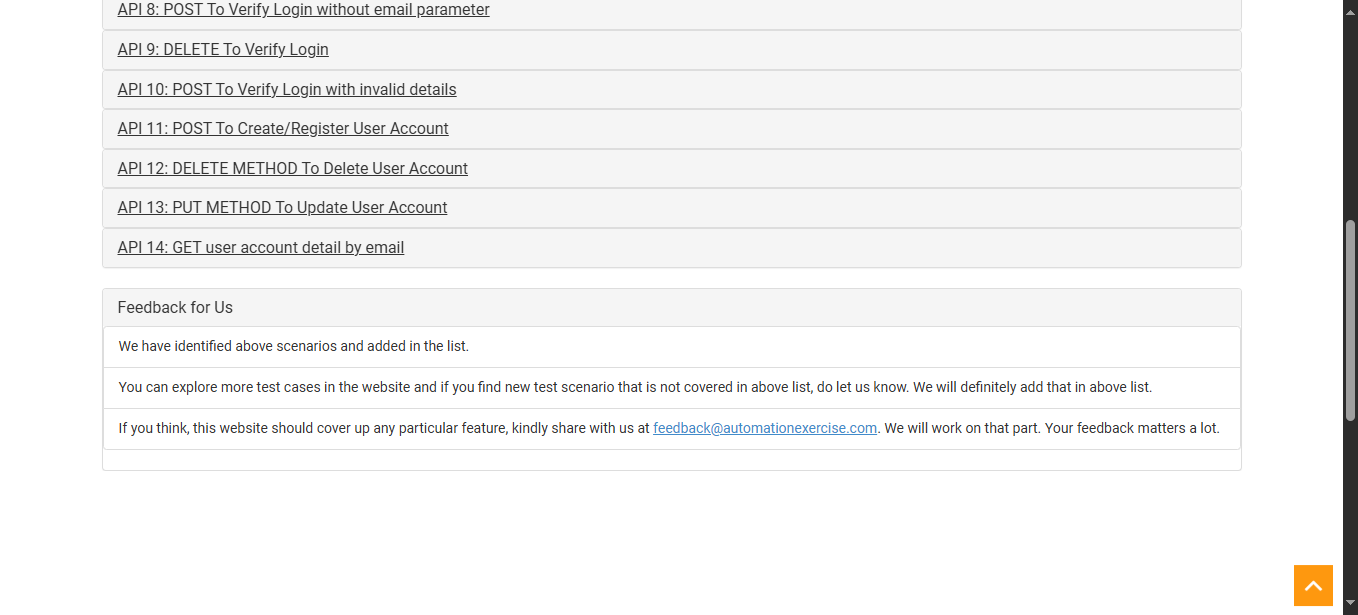 API 8: POST To Verify Login without email parameter
API 9: DELETE To Verify Login
API 10: POST To Verify Login with invalid details
API 11: POST To Create/Register User Account
API 12: DELETE METHOD To Delete User Account
API 13: PUT METHOD To Update User Account
API 14: GET user account detail by email
Feedback for Us
We have identified above scenarios and added in the list.
You can explore more test cases in the website and if you find new test scenario that is not covered in above list, do let us know. We will definitely add that in above list.
If you think, this website should cover up any particular feature, kindly share with us at feedback@automationexercise.com. We will work on that part. Your feedback matters a lot.